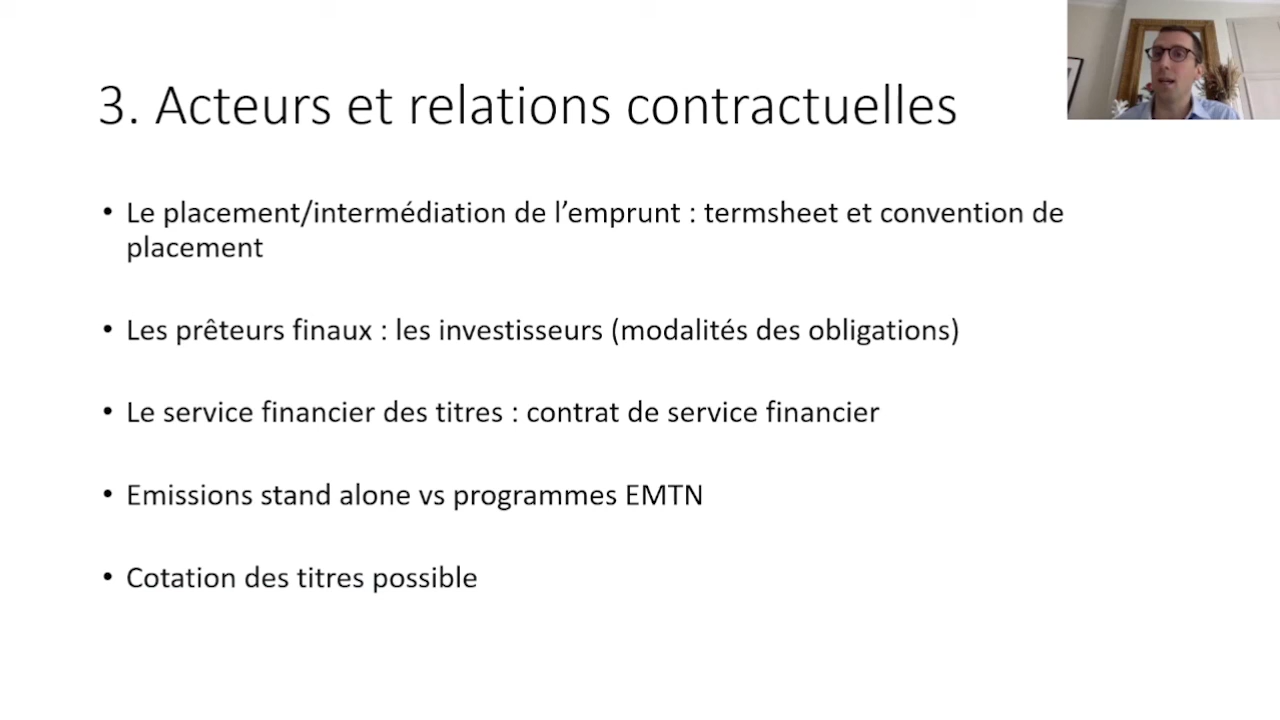 3. Acteurs et relations contractuelles
• Le placement/intermédiation de l’emprunt : termsheet et convention de
placement
• Les prêteurs finaux : les investisseurs (modalités des obligations)
• Le service financier des titres : contrat de service financier
• Emissions stand alone vs programmes EMTN
• Cotation des titres possible